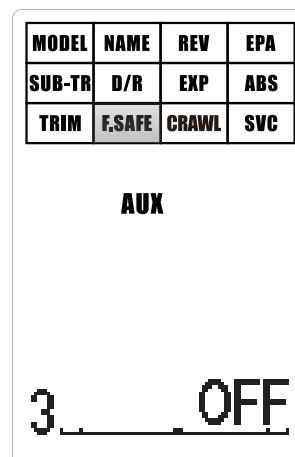 MODEL NAME REV EPA
SUB-TR D/R EXP ABS
TRIM F.SAFE CRAWL SVC
AUX
3 OFF